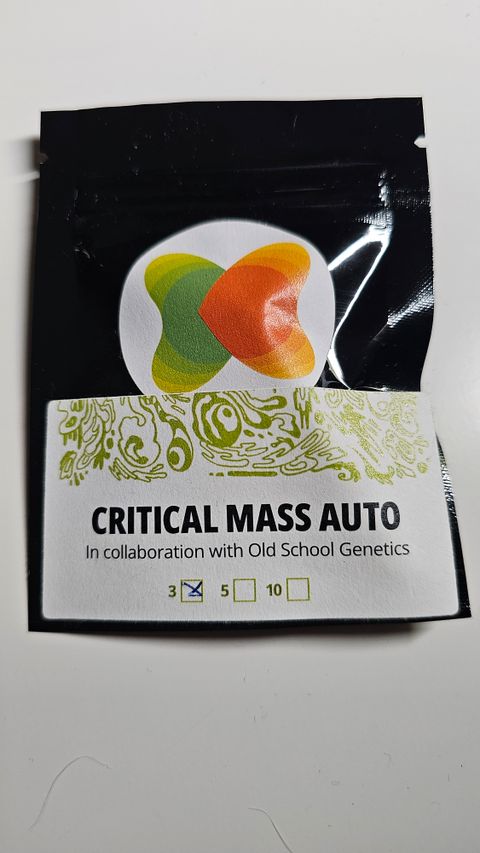 CRITICAL MASS AUTO
In collaboration with Old School Genetics
3 5 10